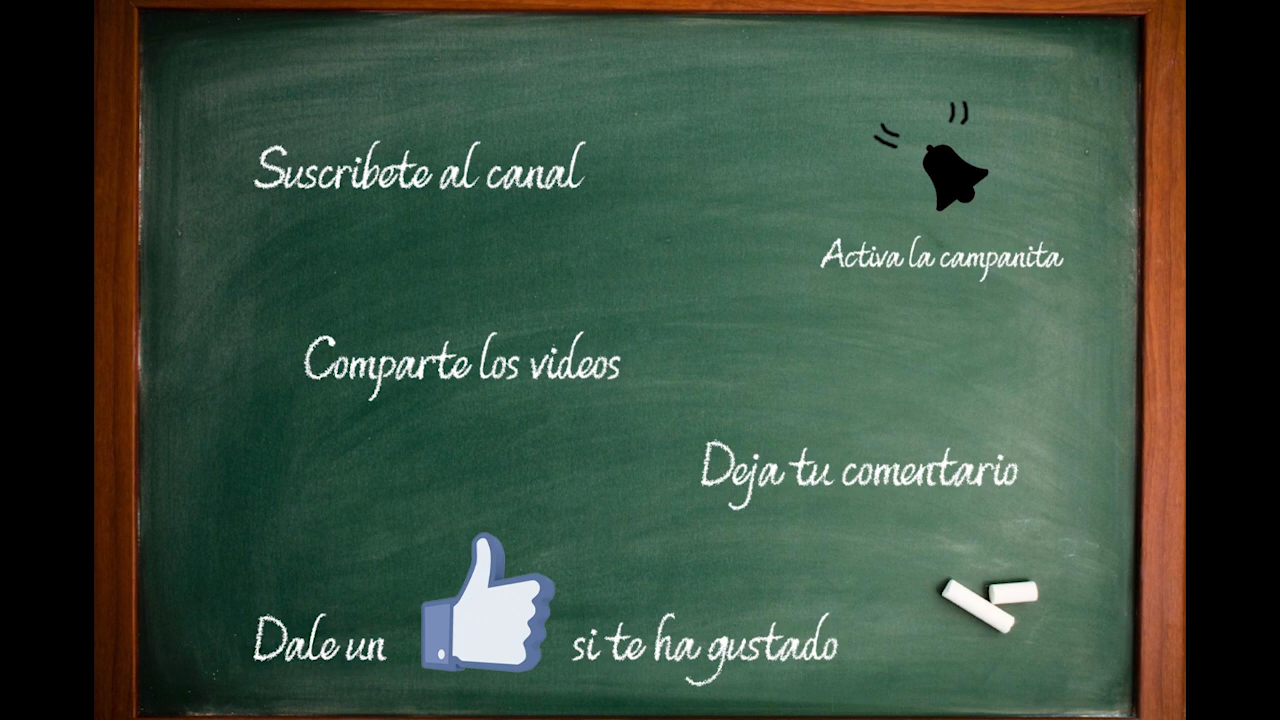 Suscribete al canal
Activa la campanita
Comparte los videos
Deja tu comentario
Dale un si te ha gustado